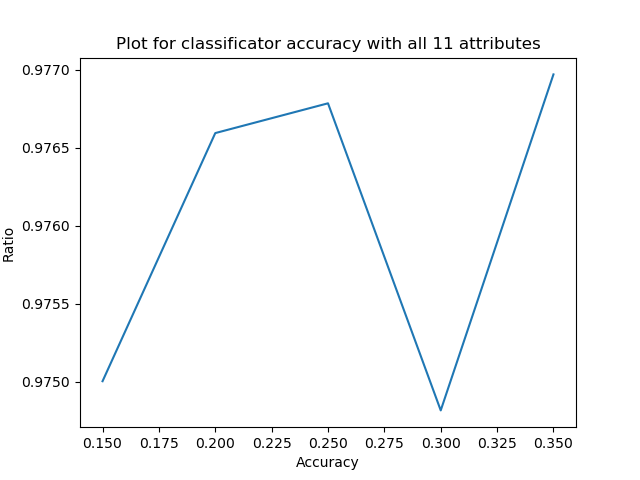 Plot for classificator accuracy with all 11 attributes
0.9770
0.9765
0.9760
0.9755
0.9750
Ratio
0.150 0.175 0.200 0.225 0.250 0.275 0.300 0.325 0.350
Accuracy